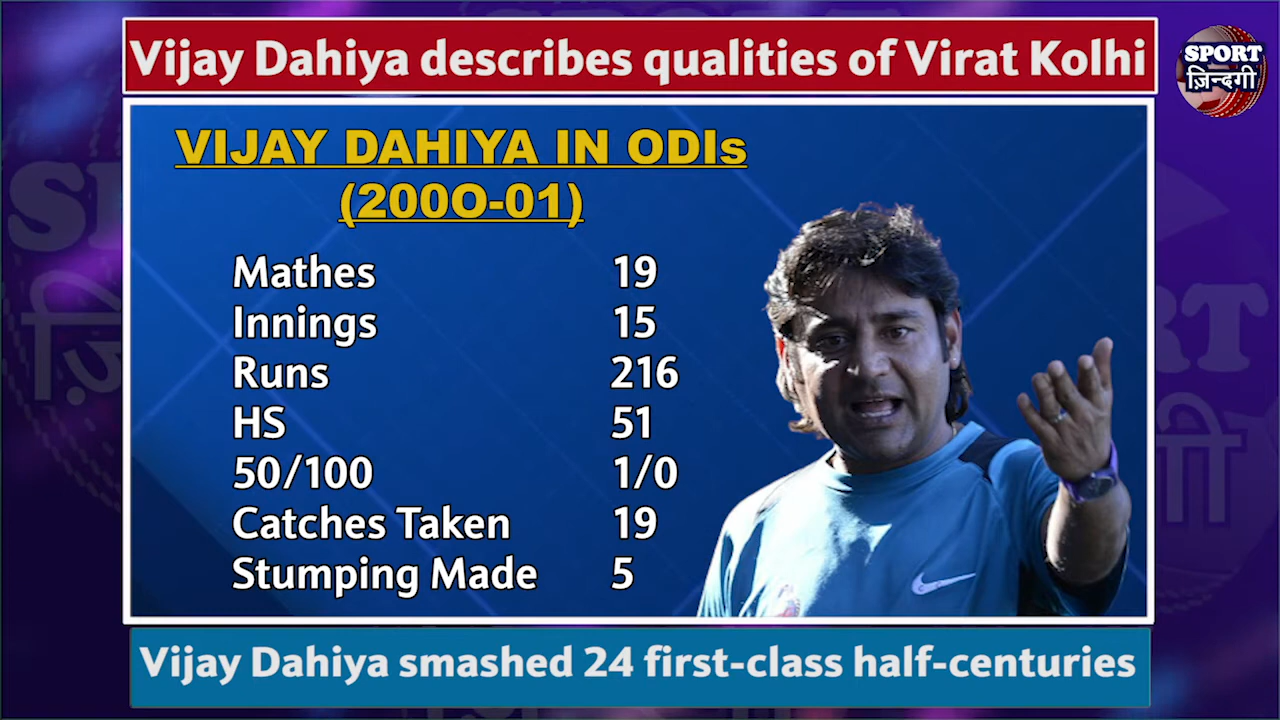 Vijay Dahiya describes qualities of Virat Kolhi
SPORT
ज़िन्दगी
VIJAY DAHIYA IN ODIs
(200O-01)
Mathes 19
Innings 15
Runs 216
HS 51
50/100 1/0
Catches Taken 19
Stumping Made 5
Vijay Dahiya smashed 24 first-class half-centuries